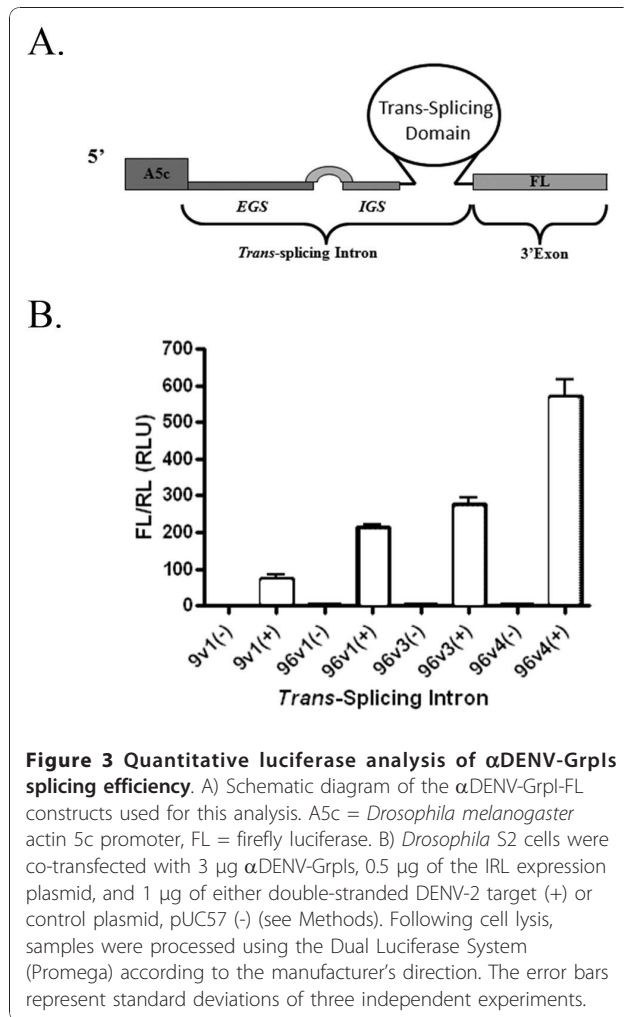 A.
Trans-Splicing
Domain
5'
A5c
FL
EGS
IGS
Trans-splicing Intron
3'Exon
B.
700
600
500
400
300
200
100
0
FL/RL (RLU)
9v1(-)
9v1(+)
96v1(-)
96v1(+)
96v3(-)
96v3(+)
96v4(-)
96v4(+)
Trans-Splicing Intron
Figure 3 Quantitative luciferase analysis of αDENV-GrpIs
splicing efficiency. A) Schematic diagram of the αDENV-GrpI-FL
constructs used for this analysis. A5c = Drosophila melanogaster
actin 5c promoter, FL = firefly luciferase. B) Drosophila S2 cells were
co-transfected with 3 μg αDENV-GrpIs, 0.5 μg of the IRL expression
plasmid, and 1 μg of either double-stranded DENV-2 target (+) or
control plasmid, pUC57 (-) (see Methods). Following cell lysis,
samples were processed using the Dual Luciferase System
(Promega) according to the manufacturer's direction. The error bars
represent standard deviations of three independent experiments.